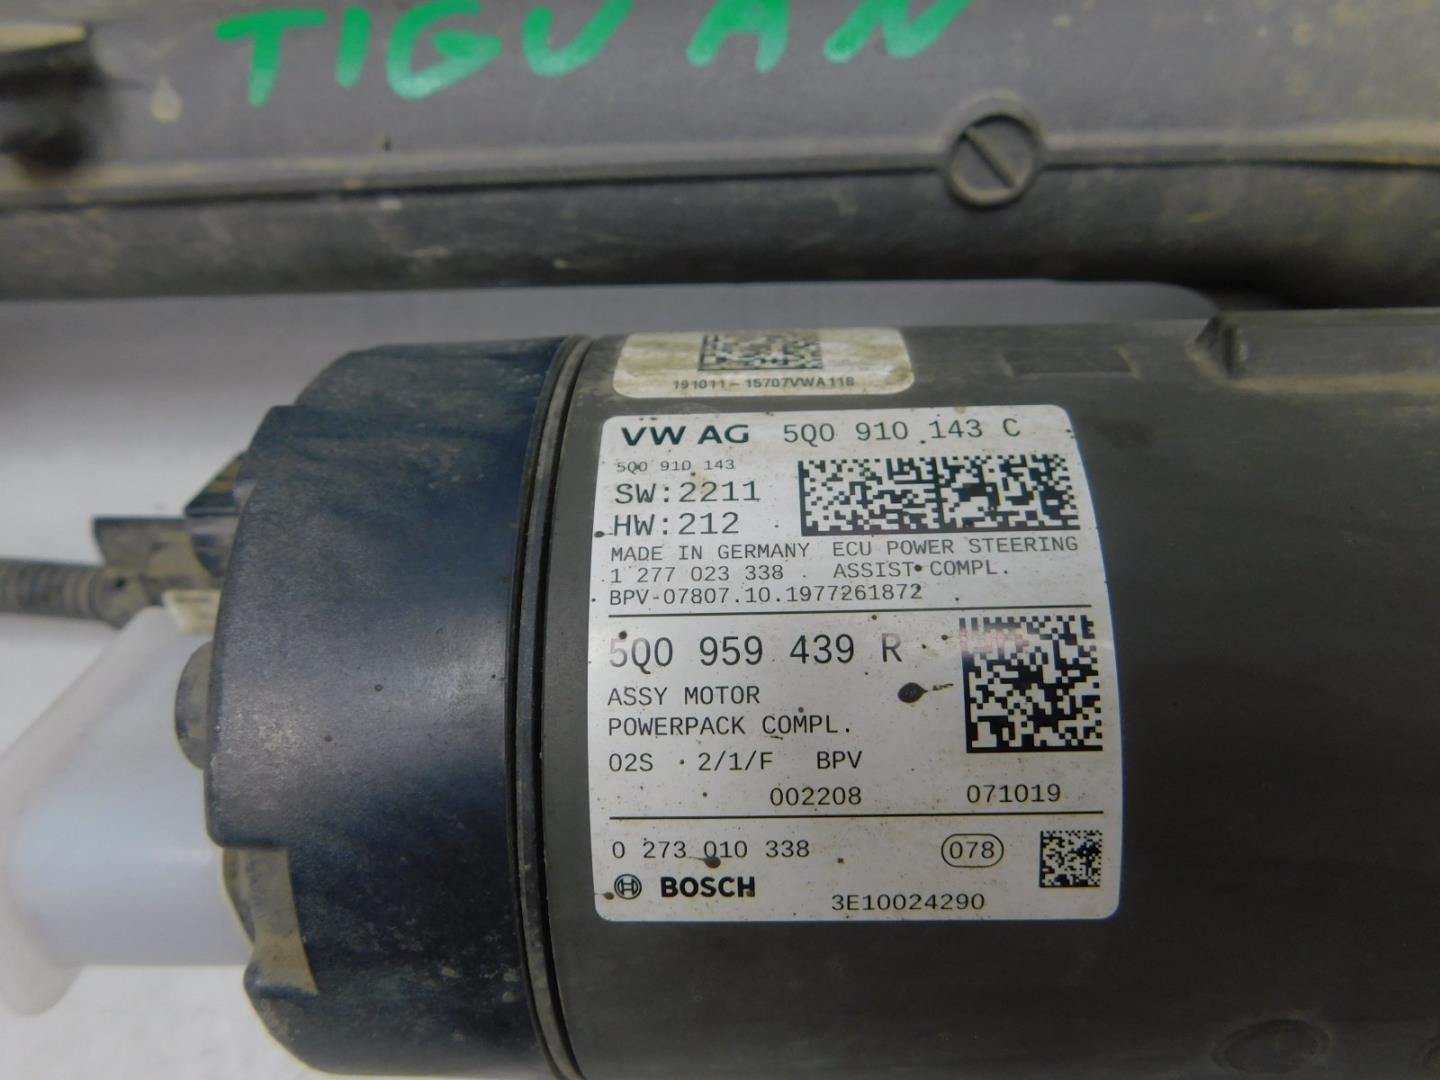 TIGUAN
191011-15707VWA118
VW AG 5Q0 910 143 C
5Q0 910 143
SW:2211
HW:212
MADE IN GERMANY ECU POWER STEERING
1 277 023 338 ASSIST COMPL.
BPV-07807.10.1977261872
5Q0 959 439 R
ASSY MOTOR
POWERPACK COMPL.
02S 2/1/F BPV
002208 071019
0 273 010 338 078
BOSCH
3E10024290